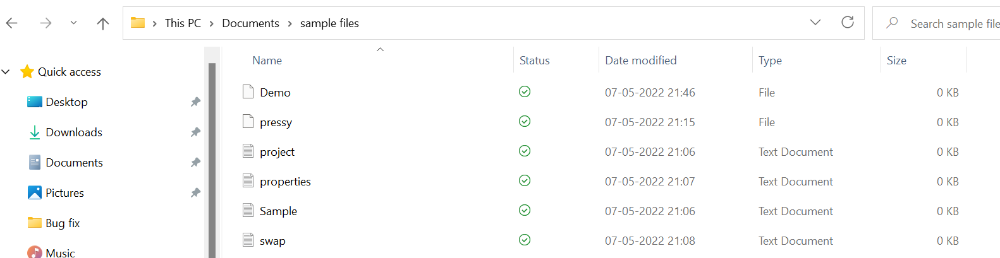 This PC > Documents > sample files
Search sample file
Name Status Date modified Type Size
Quick access
Desktop
Downloads
Documents
Pictures
Bug fix
Music
Demo 07-05-2022 21:46 File 0 KB
pressy 07-05-2022 21:15 File 0 KB
project 07-05-2022 21:06 Text Document 0 KB
properties 07-05-2022 21:07 Text Document 0 KB
Sample 07-05-2022 21:06 Text Document 0 KB
swap 07-05-2022 21:08 Text Document 0 KB